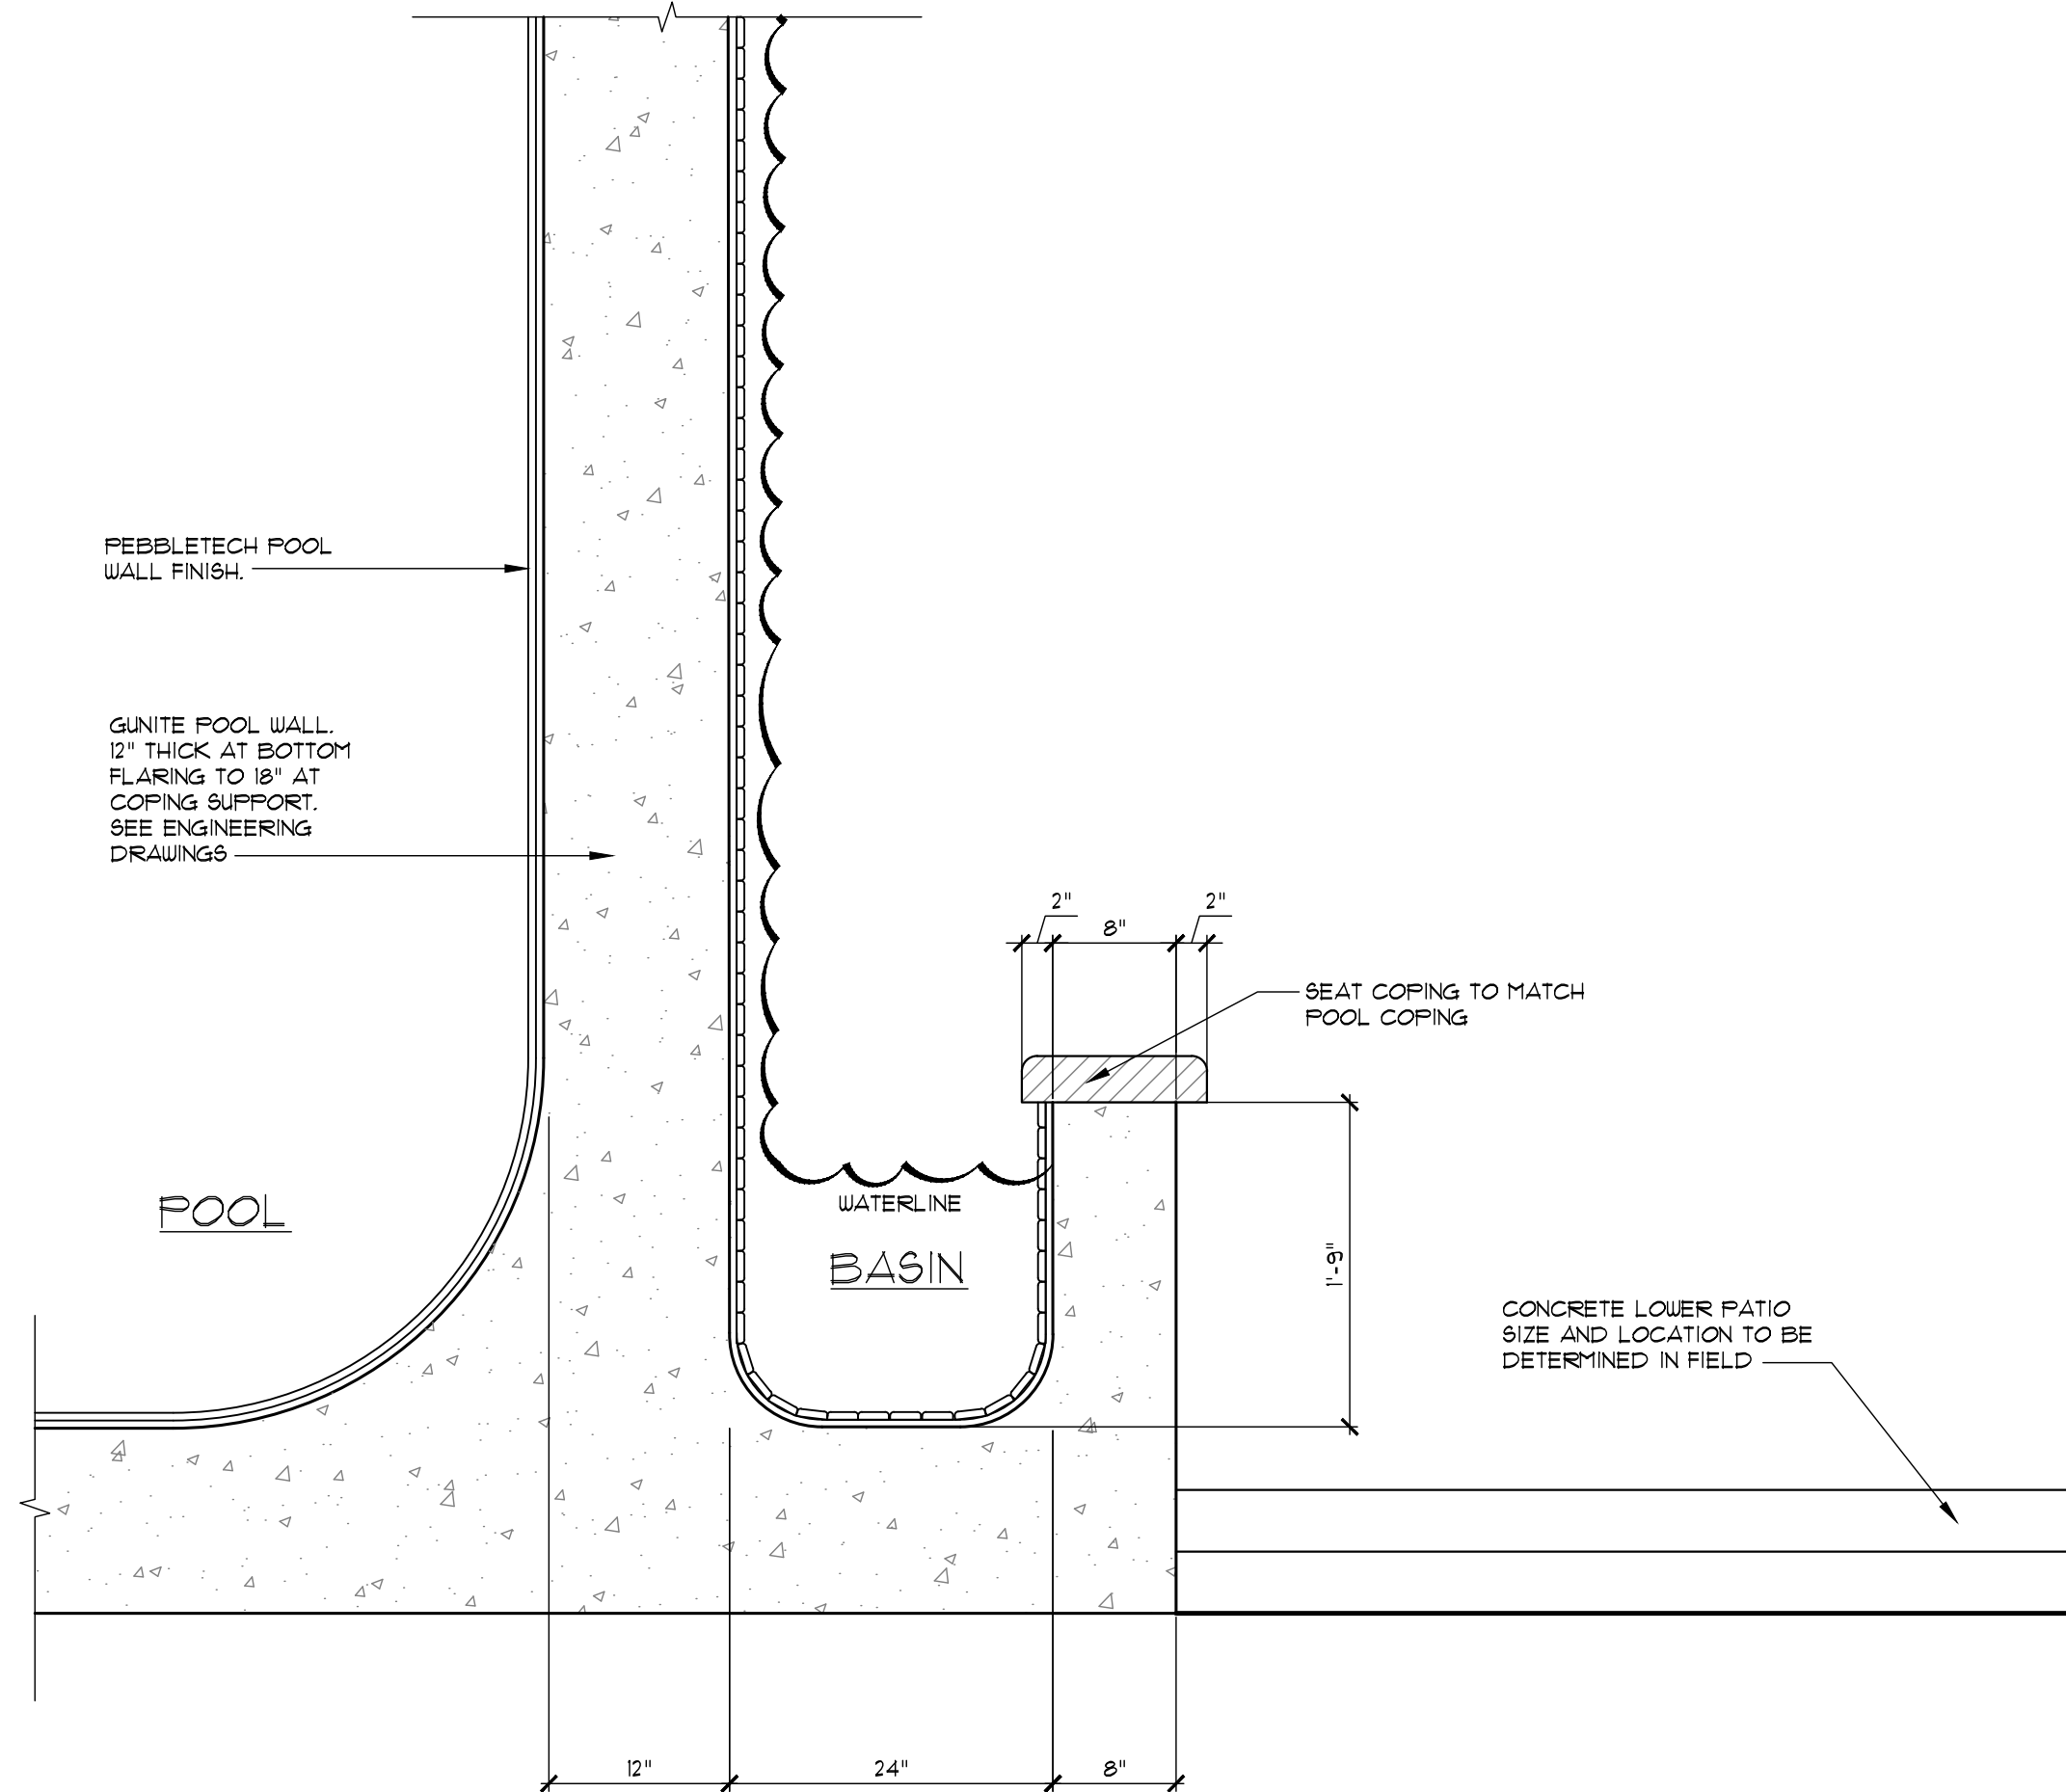 PEBBLETECH POOL
WALL FINISH.
GUNITE POOL WALL.
12" THICK AT BOTTOM
FLARING TO 18" AT
COPING SUPPORT.
SEE ENGINEERING
DRAWINGS
2"
8"
2"
SEAT COPING TO MATCH
POOL COPING
POOL
WATERLINE
BASIN
1'-9"
CONCRETE LOWER PATIO
SIZE AND LOCATION TO BE
DETERMINED IN FIELD
12"
24"
8"